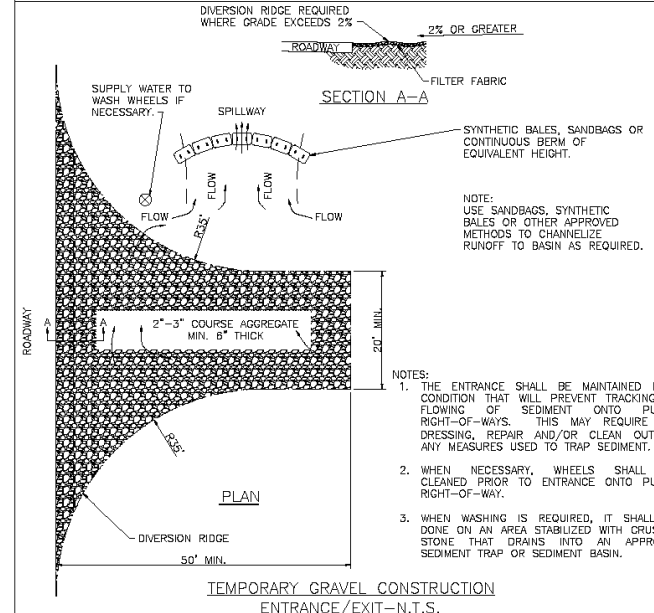 DIVERSION RIDGE REQUIRED
WHERE GRADE EXCEEDS 2%
2% OR GREATER
ROADWAY
FILTER FABRIC
SECTION A-A
SUPPLY WATER TO
WASH WHEELS IF
NECESSARY.
SPILLWAY
SYNTHETIC BALES, SANDBAGS OR
CONTINUOUS BERM OF
EQUIVALENT HEIGHT.
FLOW
FLOW
FLOW
FLOW
NOTE:
USE SANDBAGS, SYNTHETIC
BALES OR OTHER APPROVED
METHODS TO CHANNELIZE
RUNOFF TO BASIN AS REQUIRED.
R35'
ROADWAY
A
A
2"-3" COURSE AGGREGATE
MIN. 6" THICK
20' MIN.
R35'
PLAN
DIVERSION RIDGE
50' MIN.
NOTES:
1. THE ENTRANCE SHALL BE MAINTAINED
CONDITION THAT WILL PREVENT TRACKING
FLOWING OF SEDIMENT ONTO
RIGHT-OF-WAYS. THIS MAY REQUIRE
DRESSING, REPAIR AND/OR CLEAN OUT
ANY MEASURES USED TO TRAP SEDIMENT.
2. WHEN NECESSARY, WHEELS SHALL
CLEANED PRIOR TO ENTRANCE ONTO
RIGHT-OF-WAY.
3. WHEN WASHING IS REQUIRED, IT SHALL
DONE ON AN AREA STABILIZED WITH
STONE THAT DRAINS INTO AN
SEDIMENT TRAP OR SEDIMENT BASIN.
TEMPORARY GRAVEL CONSTRUCTION
ENTRANCE/EXIT-N.T.S.